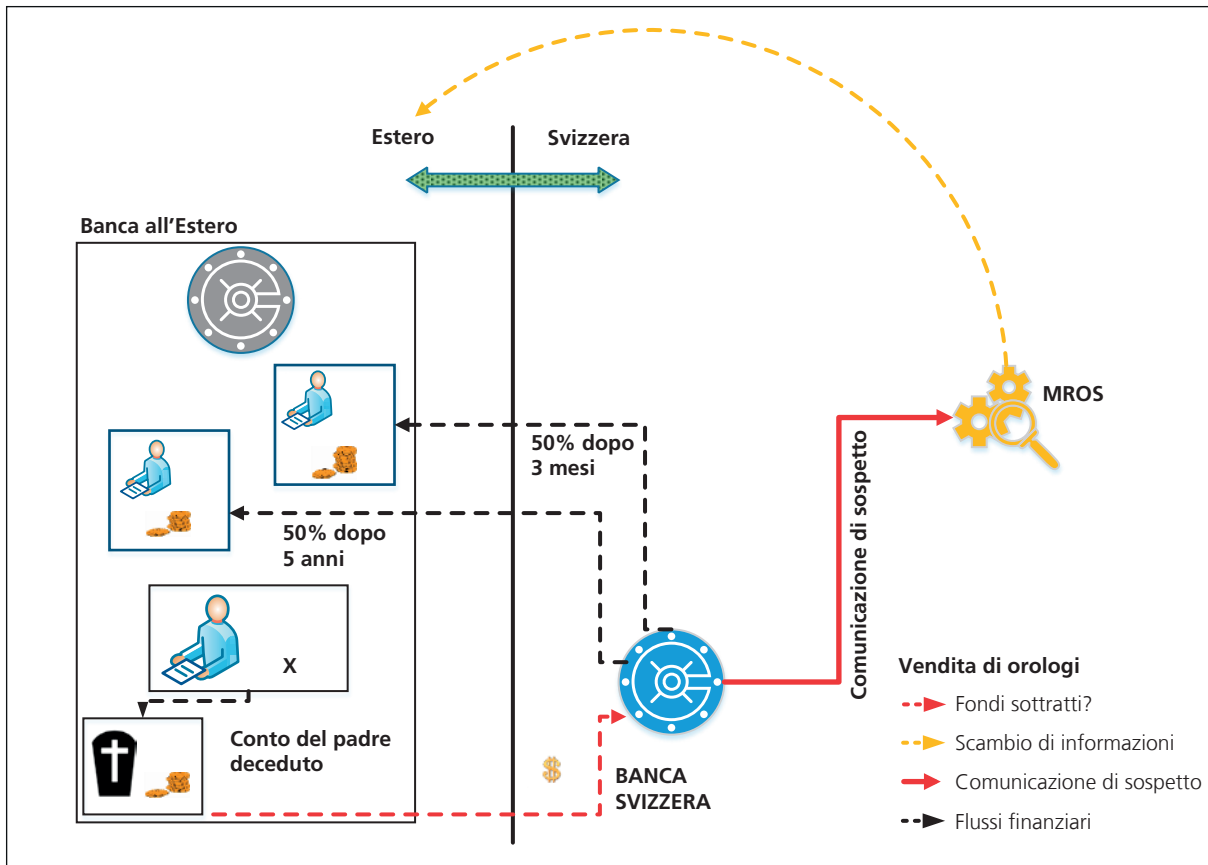 Estero
Svizzera
Banca all’Estero
MROS
50% dopo
3 mesi
50% dopo
5 anni
Comunicazione di sospetto
X
Conto del padre
deceduto
$
BANCA
SVIZZERA
Vendita di orologi
Fondi sottratti?
Scambio di informazioni
Comunicazione di sospetto
Flussi finanziari